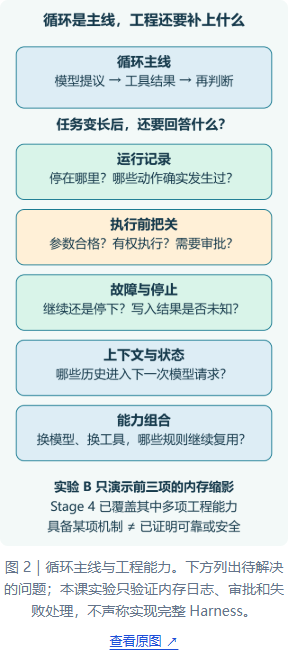 循环是主线，工程还要补上什么
循环主线
模型提议 → 工具结果 → 再判断
任务变长后，还要回答什么？
运行记录
停在哪里？哪些动作确实发生过？
执行前把关
参数合格？有权执行？需要审批？
故障与停止
继续还是停下？写入结果是否未知？
上下文与状态
哪些历史进入下一次模型请求？
能力组合
换模型、换工具，哪些规则继续复用？
实验 B 只演示前三项的内存缩影
Stage 4 已覆盖其中多项工程能力
具备某项机制 ≠ 已证明可靠或安全
图 2｜循环主线与工程能力。下方列出待解决
的问题；本课实验只验证内存日志、审批和失
败处理，不声称实现完整 Harness。
查看原图 ↗